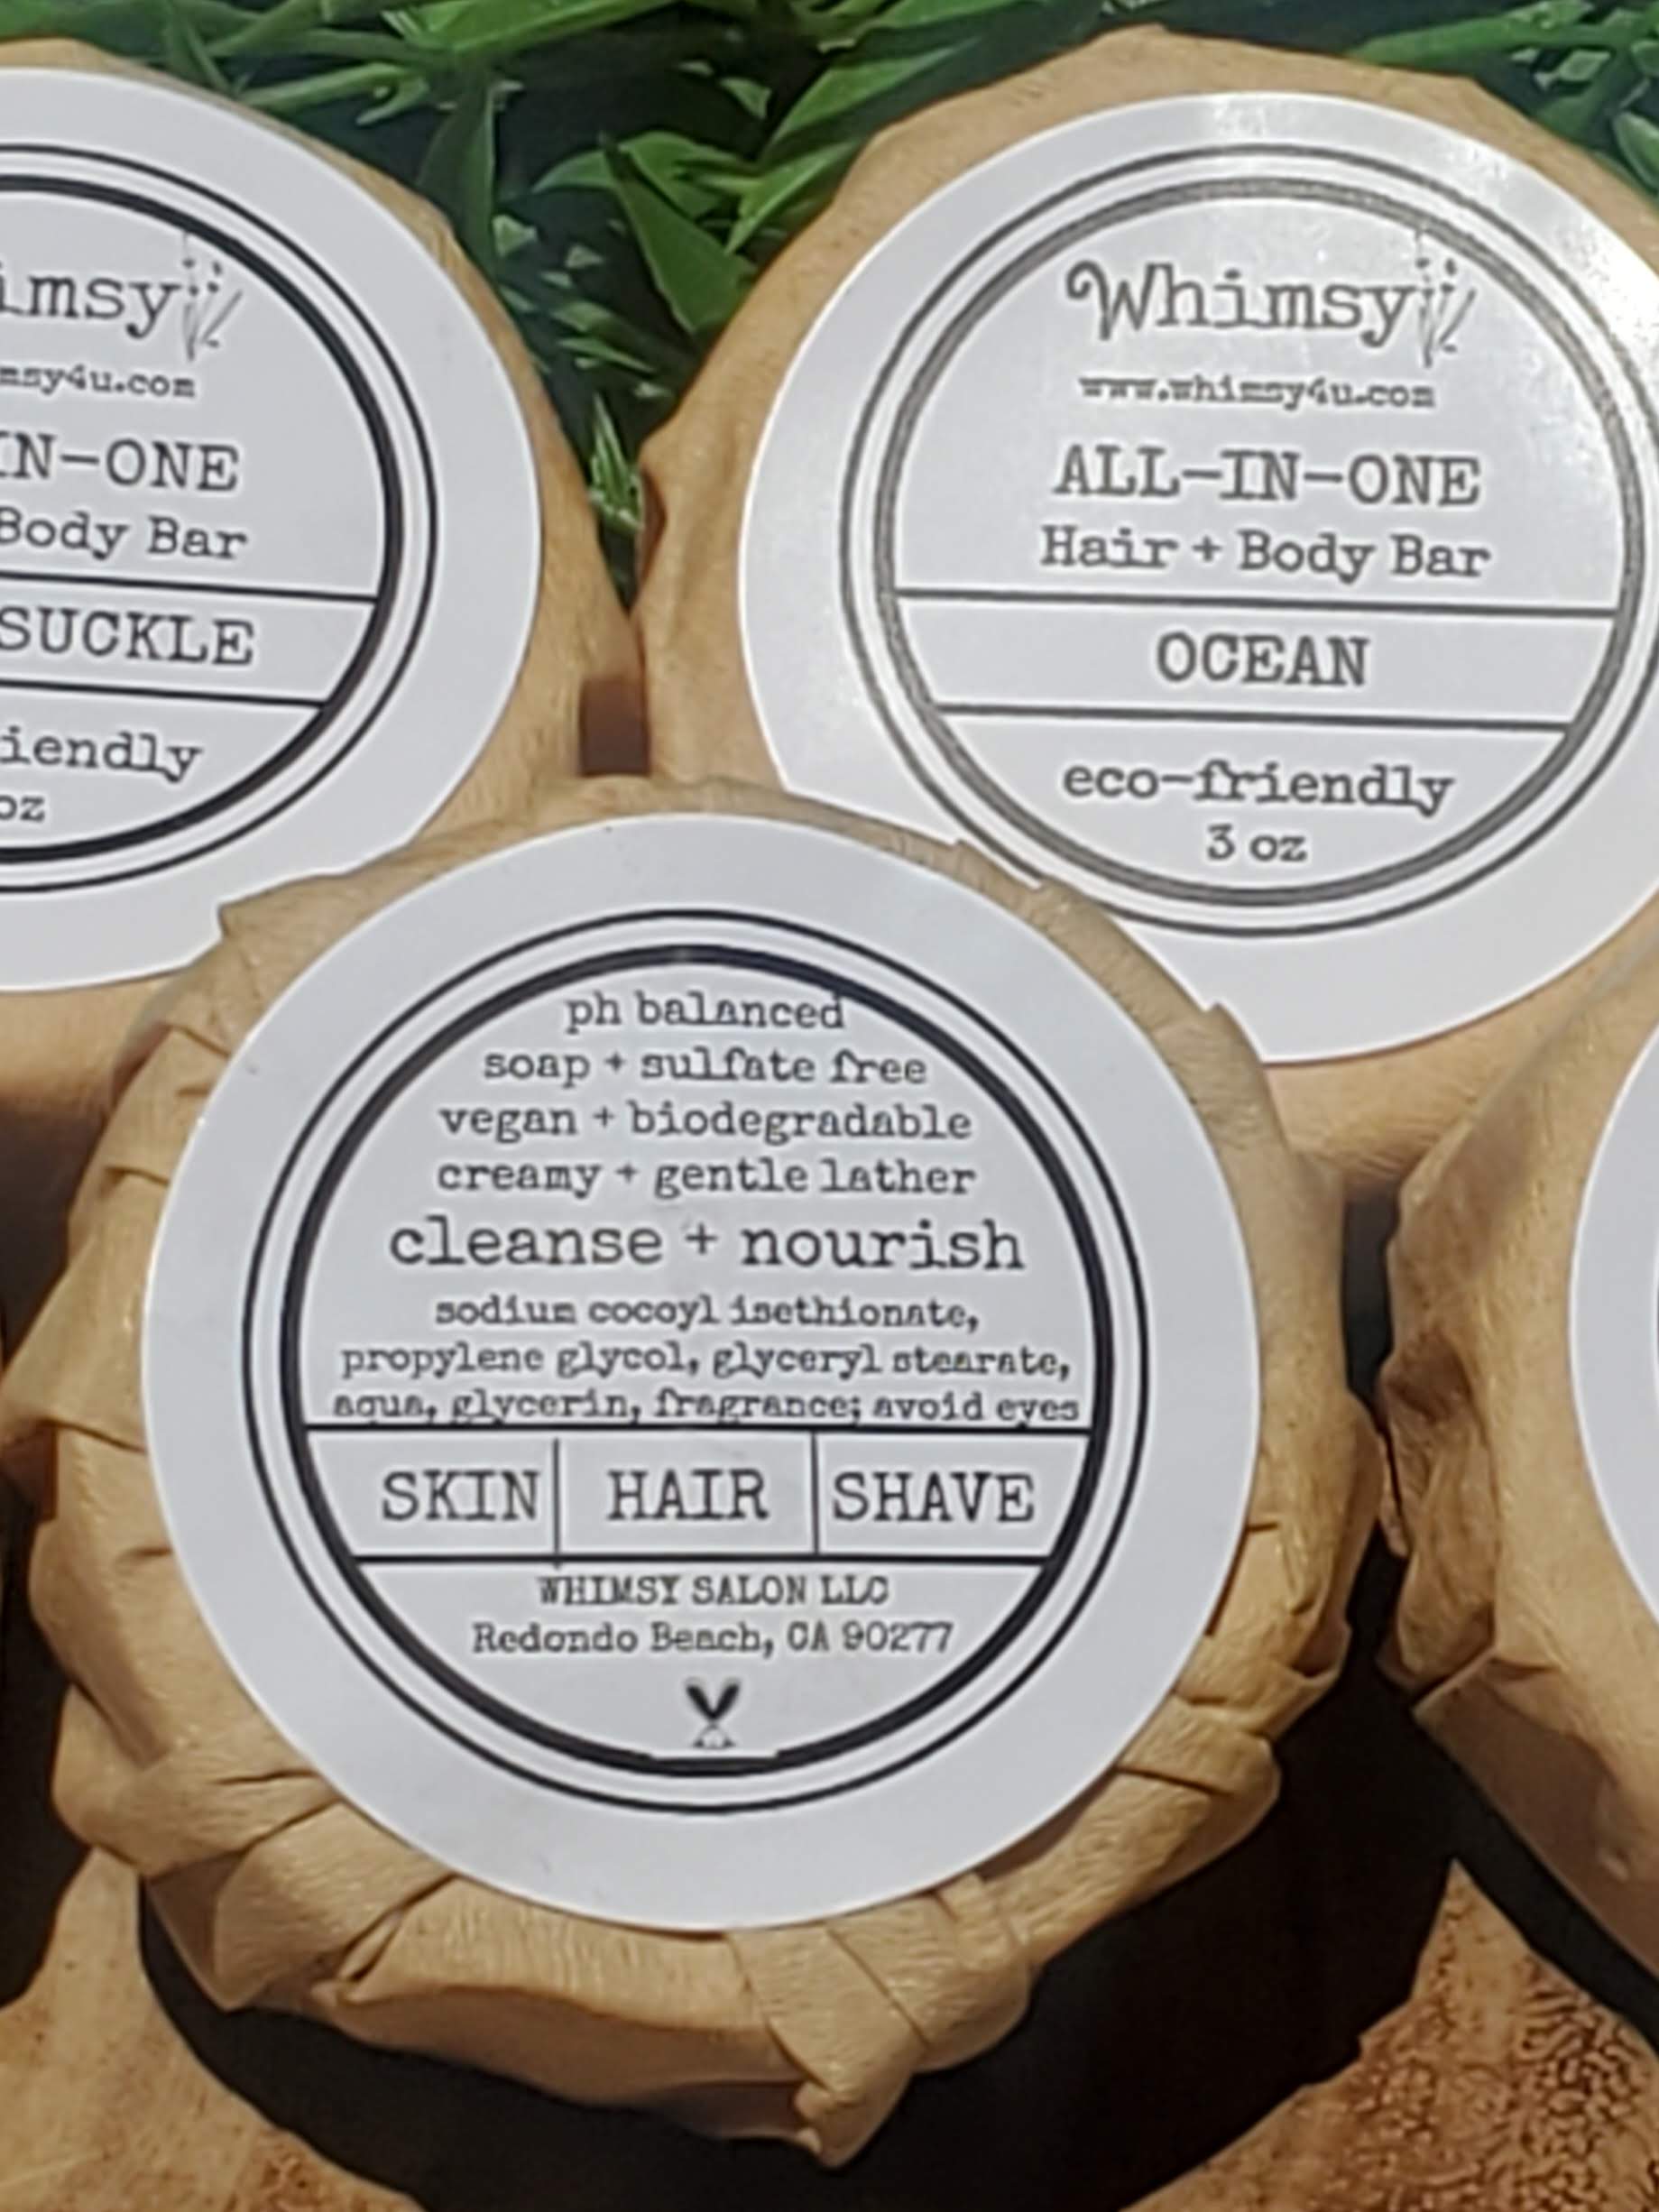 imsy
msy4u.com
IN-ONE
Body Bar
SUCKLE
iendly
oz
Whimsy
www.whimsy4u.com
ALL-IN-ONE
Hair + Body Bar
OCEAN
eco-friendly
3 oz
ph balanced
soap + sulfate free
vegan + biodegradable
creamy + gentle lather
cleanse + nourish
sodium cocoyl isethionate,
propylene glycol, glyceryl stearate,
aqua, glycerin, fragrance; avoid eyes
SKIN HAIR SHAVE
WHIMSY SALON LLC
Redondo Beach, CA 90277